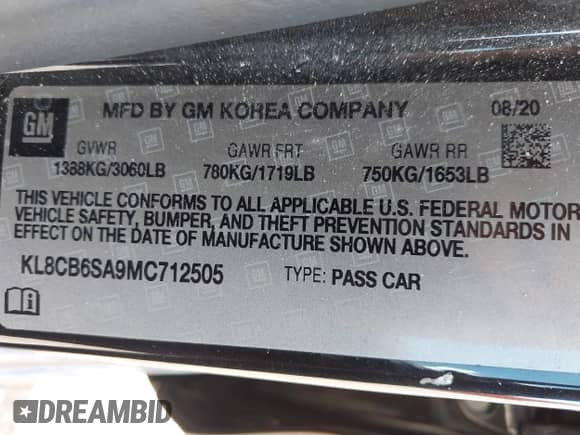 GM MFD BY GM KOREA COMPANY 08/20
GVWR GAWR FRT GAWR RR
1388KG/3060LB 780KG/1719LB 750KG/1653LB
THIS VEHICLE CONFORMS TO ALL APPLICABLE U.S. FEDERAL MOTOR
VEHICLE SAFETY, BUMPER, AND THEFT PREVENTION STANDARDS IN
EFFECT ON THE DATE OF MANUFACTURE SHOWN ABOVE.
KL8CB6SA9MC712505 TYPE: PASS CAR
DREAMBID